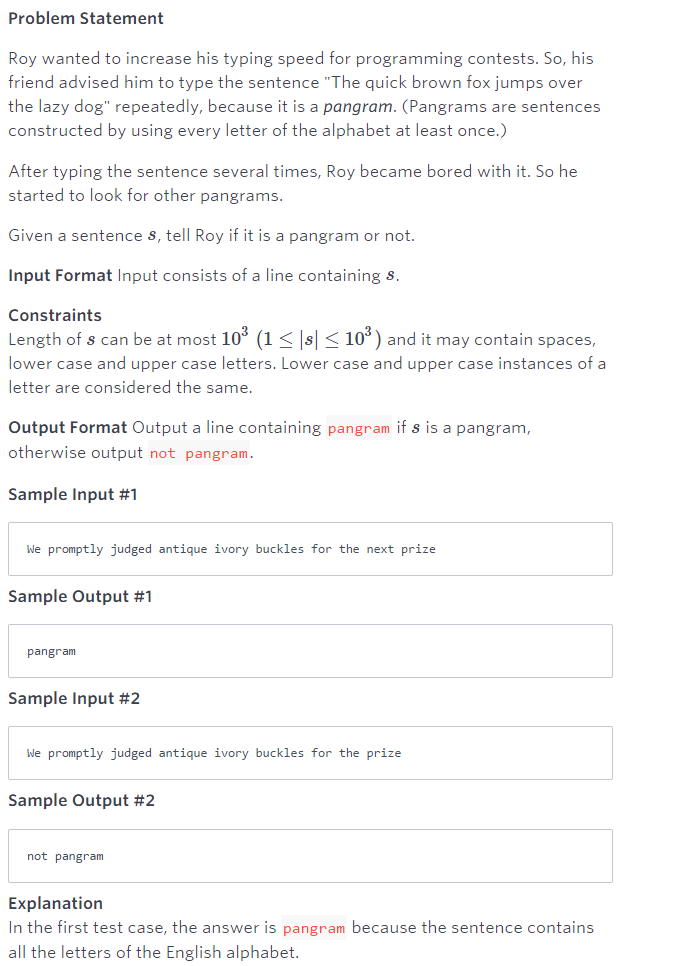 Problem Statement
Roy wanted to increase his typing speed for programming contests. So, his
friend advised him to type the sentence "The quick brown fox jumps over
the lazy dog" repeatedly, because it is a pangram. (Pangrams are sentences
constructed by using every letter of the alphabet at least once.)
After typing the sentence several times, Roy became bored with it. So he
started to look for other pangrams.
Given a sentence s, tell Roy if it is a pangram or not.
Input Format Input consists of a line containing s.
Constraints
Length of s can be at most 10³ (1 ≤ |s| ≤ 10³) and it may contain spaces,
lower case and upper case letters. Lower case and upper case instances of a
letter are considered the same.
Output Format Output a line containing pangram if s is a pangram,
otherwise output not pangram.
Sample Input #1
We promptly judged antique ivory buckles for the next prize
Sample Output #1
pangram
Sample Input #2
We promptly judged antique ivory buckles for the prize
Sample Output #2
not pangram
Explanation
In the first test case, the answer is pangram because the sentence contains
all the letters of the English alphabet.